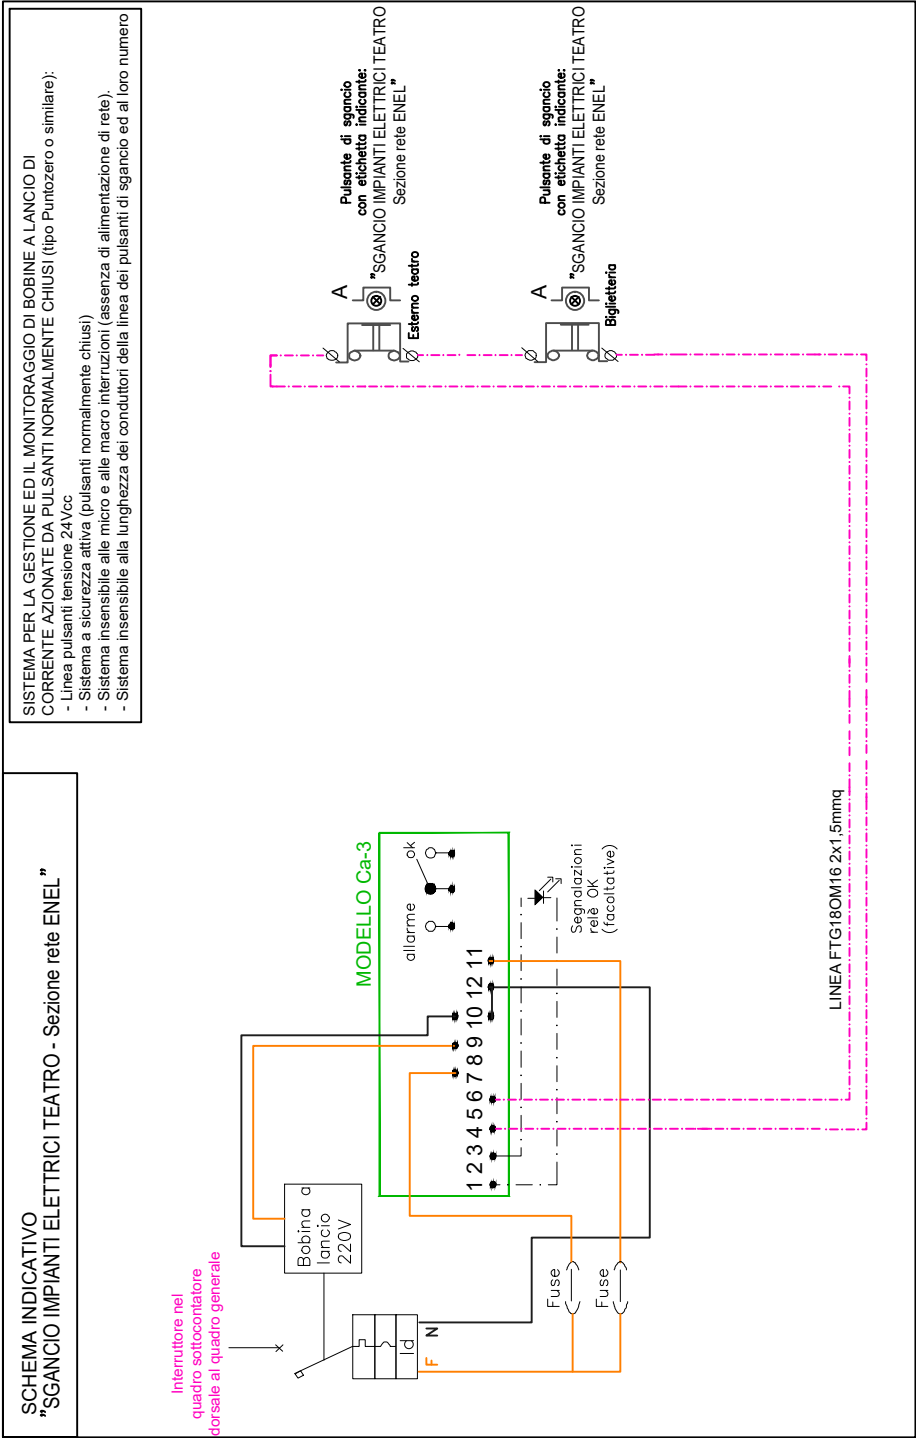 SCHEMA INDICATIVO
"SGANCIO IMPIANTI ELETTRICI TEATRO - Sezione rete ENEL"
SISTEMA PER LA GESTIONE ED IL MONITORAGGIO DI BOBINE A LANCIO DI
CORRENTE AZIONATE DA PULSANTI NORMALMENTE CHIUSI (tipo Puntozero o similare):
- Linea pulsanti tensione 24Vcc
- Sistema a sicurezza attiva (pulsanti normalmente chiusi)
- Sistema insensibile alle micro e alle macro interruzioni (assenza di alimentazione di rete).
- Sistema insensibile alla lunghezza dei conduttori della linea dei pulsanti di sgancio ed al loro numero
Interruttore nel
quadro sottocontatore
dorsale al quadro generale
Bobina a
lancio
220V
Id
F
N
Fuse
Fuse
MODELLO Ca-3
allarme
ok
1 2 3 4 5 6 7 8 9 10 12 11
Segnalazioni
relè OK
(facoltative)
LINEA FTG18OM16 2x1,5mmq
A
Biglietteria
Pulsante di sgancio
con etichetta indicante:
"SGANCIO IMPIANTI ELETTRICI TEATRO
Sezione rete ENEL"
A
Esterno teatro
Pulsante di sgancio
con etichetta indicante:
"SGANCIO IMPIANTI ELETTRICI TEATRO
Sezione rete ENEL"